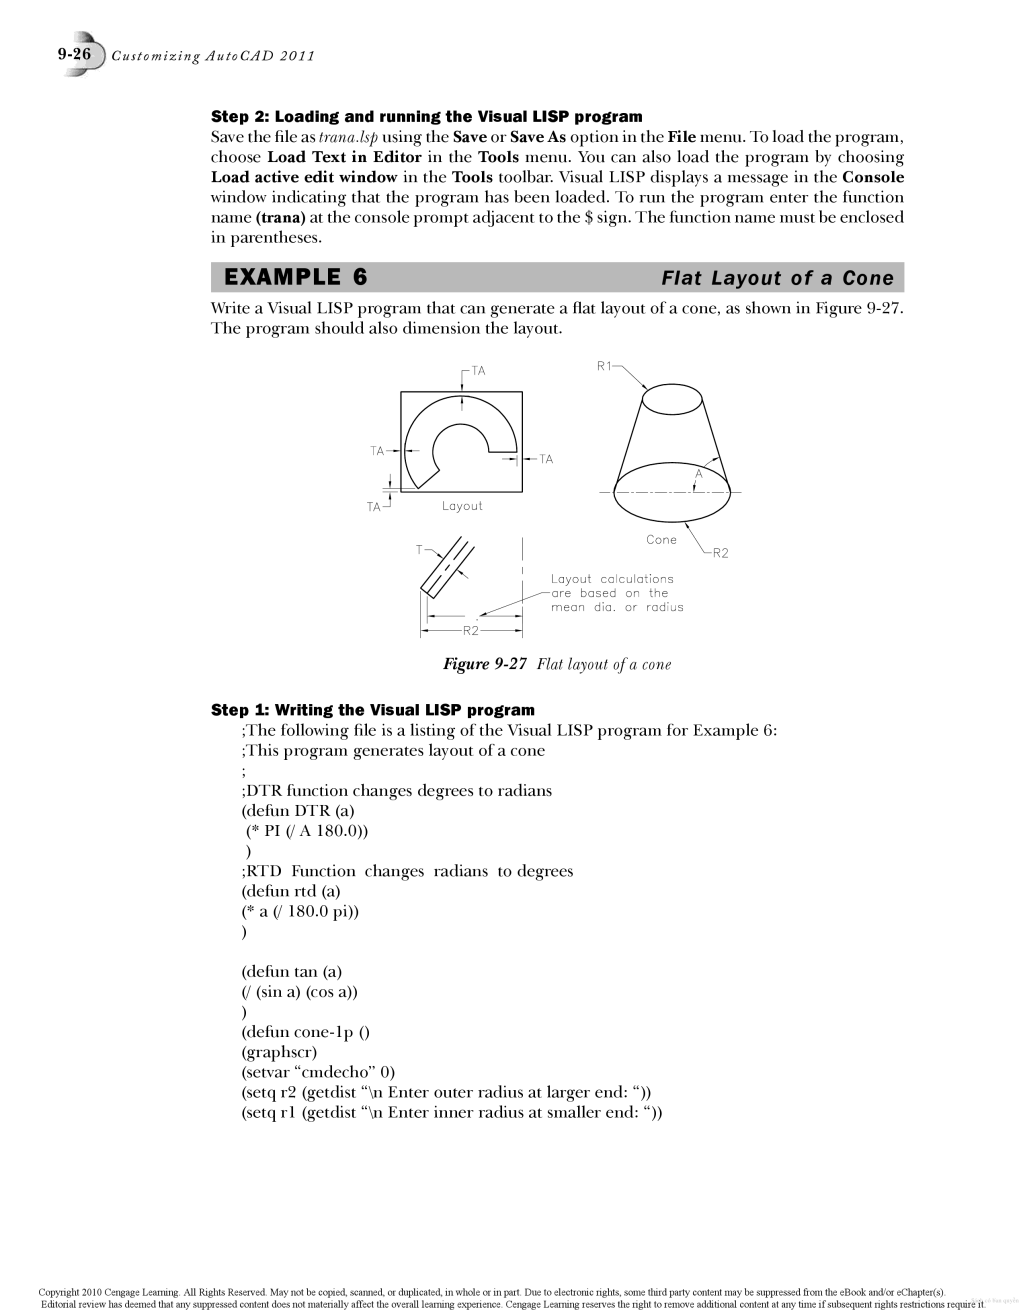 9-26 Customizing AutoCAD 2011
Step 2: Loading and running the Visual LISP program
Save the file as trana.lsp using the Save or Save As option in the File menu. To load the program,
choose Load Text in Editor in the Tools menu. You can also load the program by choosing
Load active edit window in the Tools toolbar. Visual LISP displays a message in the Console
window indicating that the program has been loaded. To run the program enter the function
name (trana) at the console prompt adjacent to the $ sign. The function name must be enclosed
in parentheses.
EXAMPLE 6 Flat Layout of a Cone
Write a Visual LISP program that can generate a flat layout of a cone, as shown in Figure 9-27.
The program should also dimension the layout.
TA
R1
TA
TA
A
TA
Layout
Cone
R2
T
Layout calculations
are based on the
mean dia. or radius
R2
Figure 9-27 Flat layout of a cone
Step 1: Writing the Visual LISP program
;The following file is a listing of the Visual LISP program for Example 6:
;This program generates layout of a cone
;
;DTR function changes degrees to radians
(defun DTR (a)
(* PI (/ A 180.0))
)
;RTD Function changes radians to degrees
(defun rtd (a)
(* a (/ 180.0 pi))
)
(defun tan (a)
(/ (sin a) (cos a))
)
(defun cone-1p ()
(graphscr)
(setvar “cmdecho” 0)
(setq r2 (getdist “\n Enter outer radius at larger end: “))
(setq r1 (getdist “\n Enter inner radius at smaller end: “))
Copyright 2010 Cengage Learning. All Rights Reserved. May not be copied, scanned, or duplicated, in whole or in part. Due to electronic rights, some third party content may be suppressed from the eBook and/or eChapter(s).
Editorial review has deemed that any suppressed content does not materially affect the overall learning experience. Cengage Learning reserves the right to remove additional content at any time if subsequent rights restrictions require it.